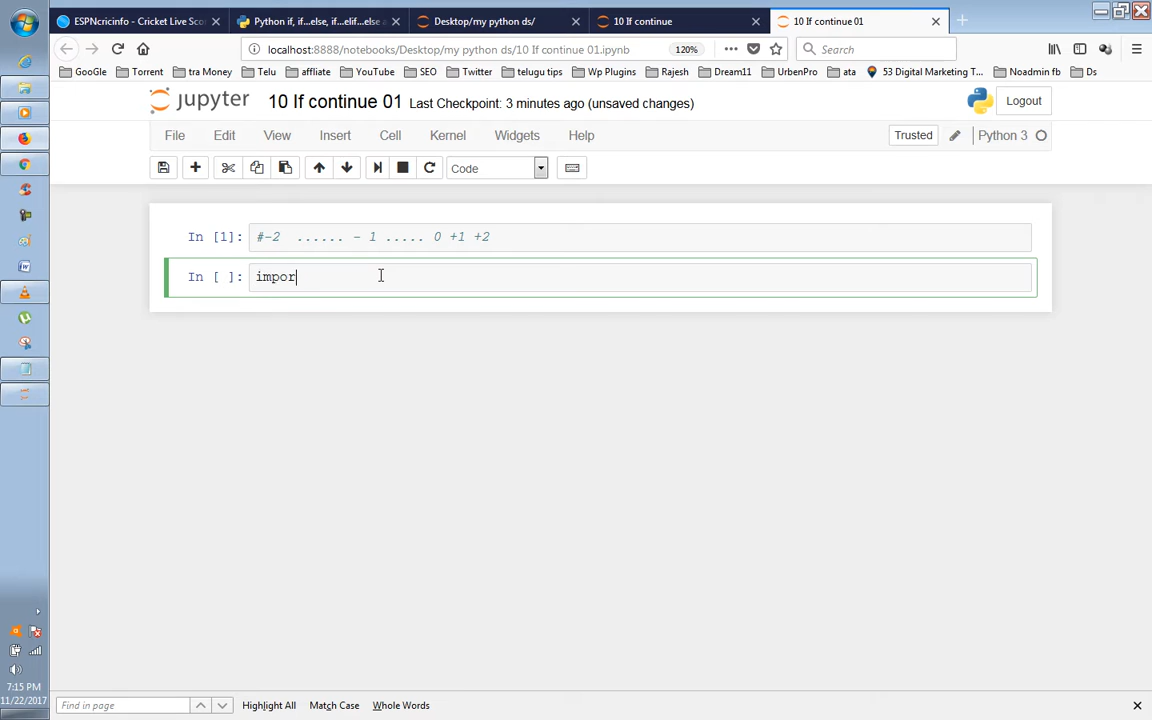 ESPNcricinfo - Cricket Live Sco
Python if, if...else, if...elif...else a
Desktop/my python ds/
10 If continue
10 If continue 01
localhost:8888/notebooks/Desktop/my python ds/10 If continue 01.ipynb
120%
Search
GooGle
Torrent
tra Money
Telu
affliate
YouTube
SEO
Twitter
telugu tips
Wp Plugins
Rajesh
Dream11
UrbenPro
ata
53 Digital Marketing T...
Noadmin fb
Ds
jupyter
10 If continue 01 Last Checkpoint: 3 minutes ago (unsaved changes)
Logout
File Edit View Insert Cell Kernel Widgets Help
Trusted
Python 3
Code
In [1]: #-2 ...... - 1 ..... 0 +1 +2
In [ ]: impor
7:15 PM
11/22/2017
Find in page
Highlight All
Match Case
Whole Words